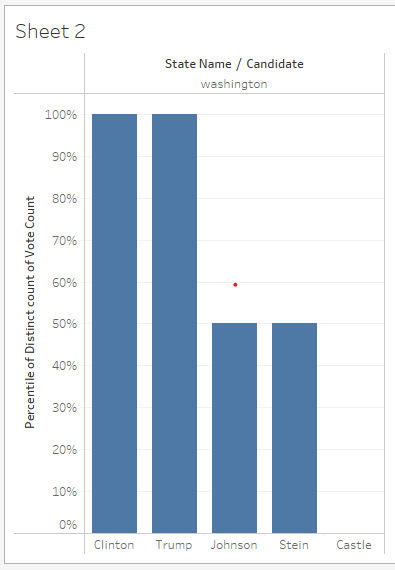 Sheet 2
State Name / Candidate
washington
Percentile of Distinct count of Vote Count
100%
90%
80%
70%
60%
50%
40%
30%
20%
10%
0%
Clinton Trump Johnson Stein Castle